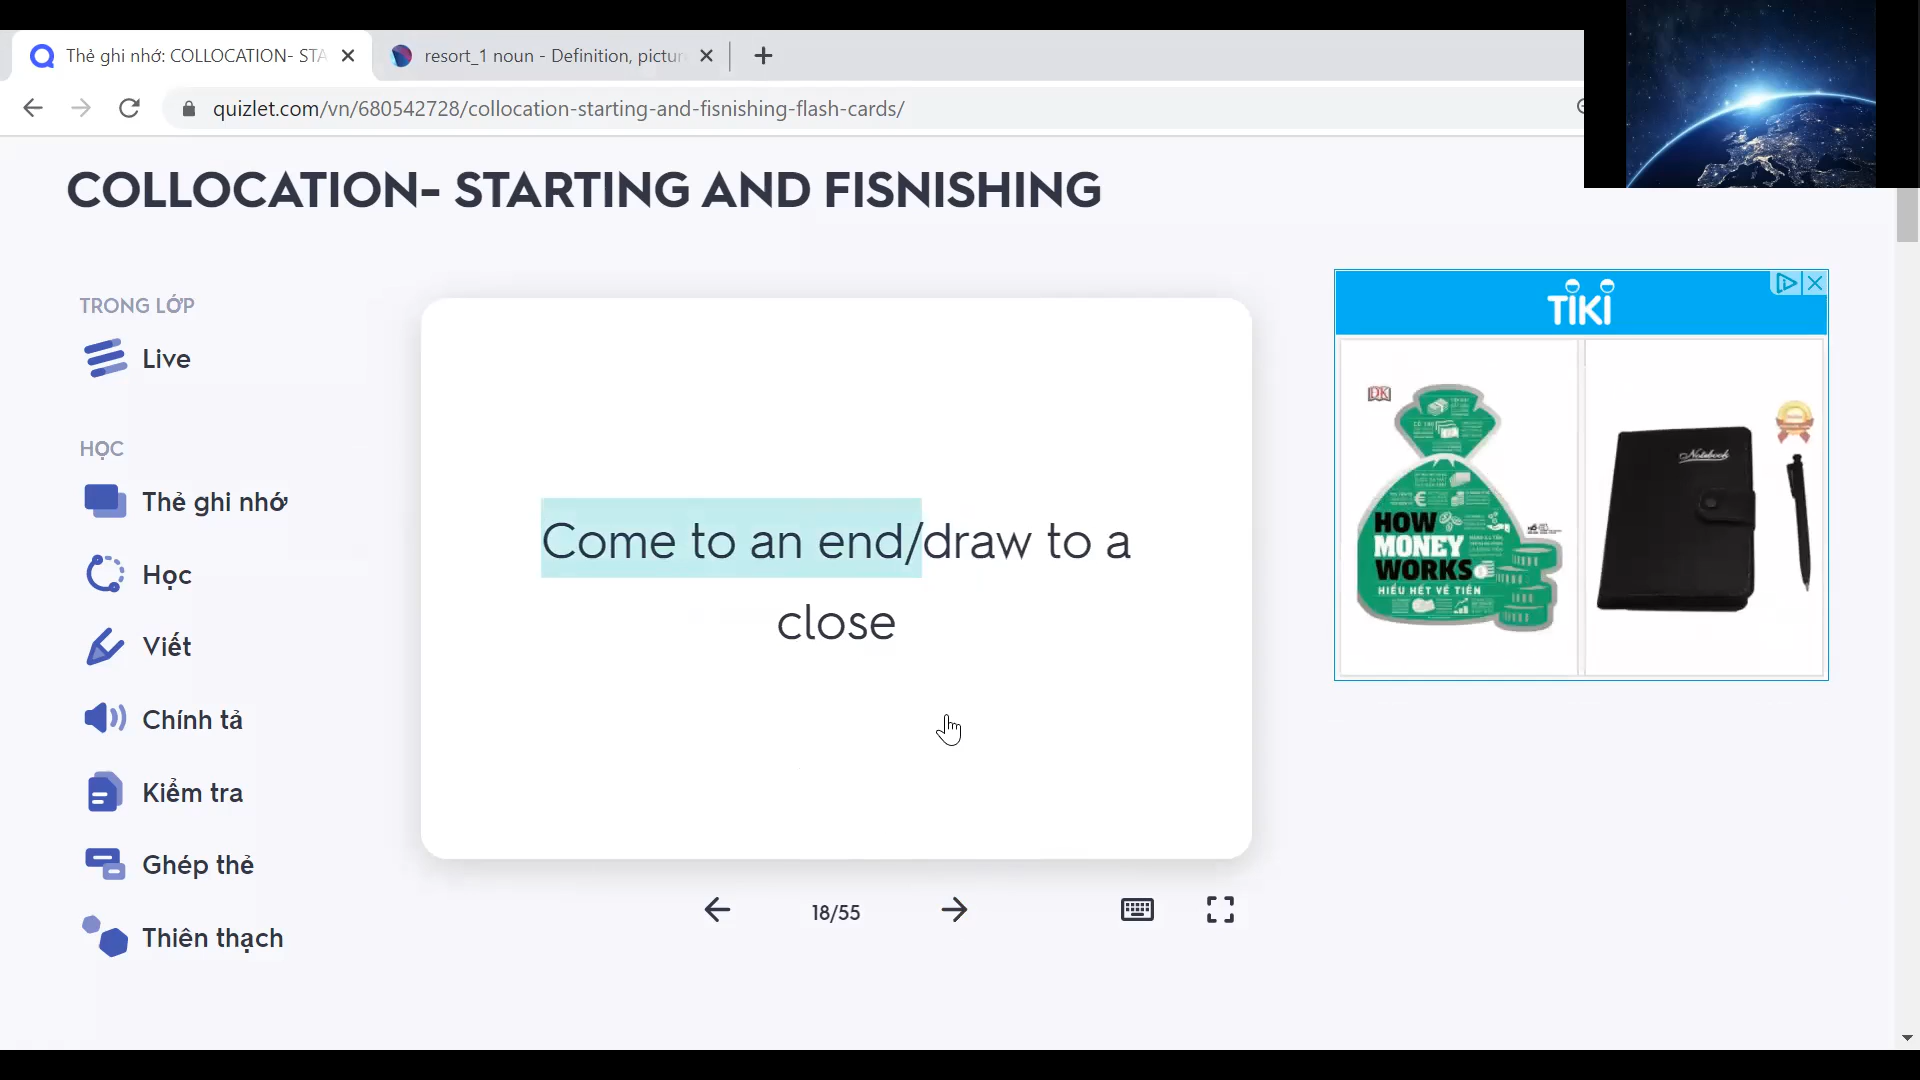 Thẻ ghi nhớ: COLLOCATION- STA
resort_1 noun - Definition, pictur
quizlet.com/vn/680542728/collocation-starting-and-fisnishing-flash-cards/
COLLOCATION- STARTING AND FISNISHING
TRONG LỚP
Live
HỌC
Thẻ ghi nhớ
Học
Viết
Chính tả
Kiểm tra
Ghép thẻ
Thiên thạch
Come to an end/draw to a
close
18/55
TIKI
DK
HOW
MONEY
WORKS
HIỂU HẾT VỀ TIỀN
Notebook